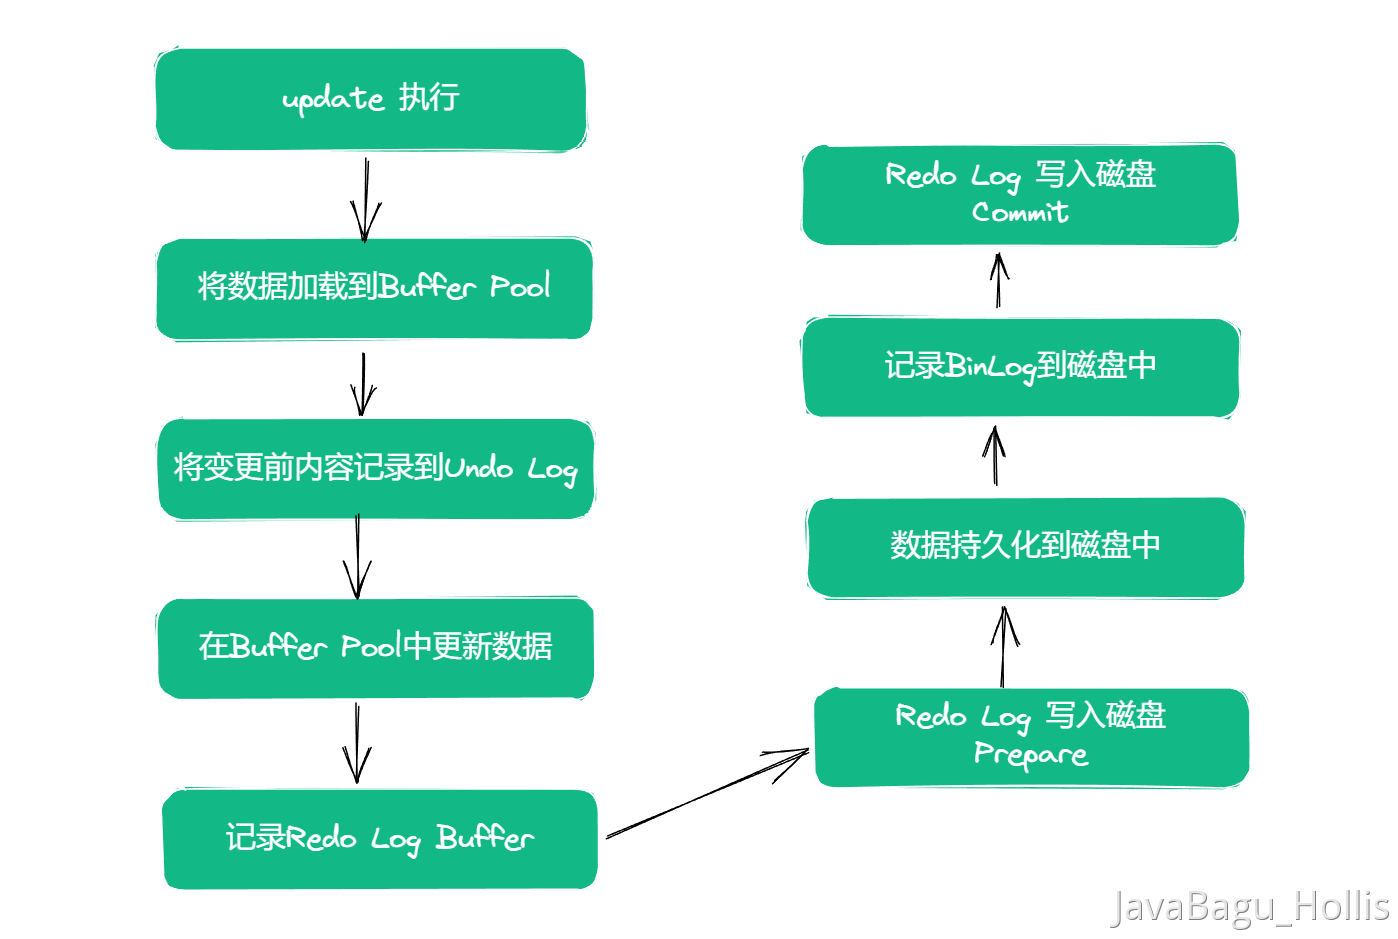 update 执行
将数据加载到Buffer Pool
将变更前内容记录到Undo Log
在Buffer Pool中更新数据
记录Redo Log Buffer
Redo Log 写入磁盘
Prepare
数据持久化到磁盘中
记录BinLog到磁盘中
Redo Log 写入磁盘
Commit
JavaBagu_Hollis